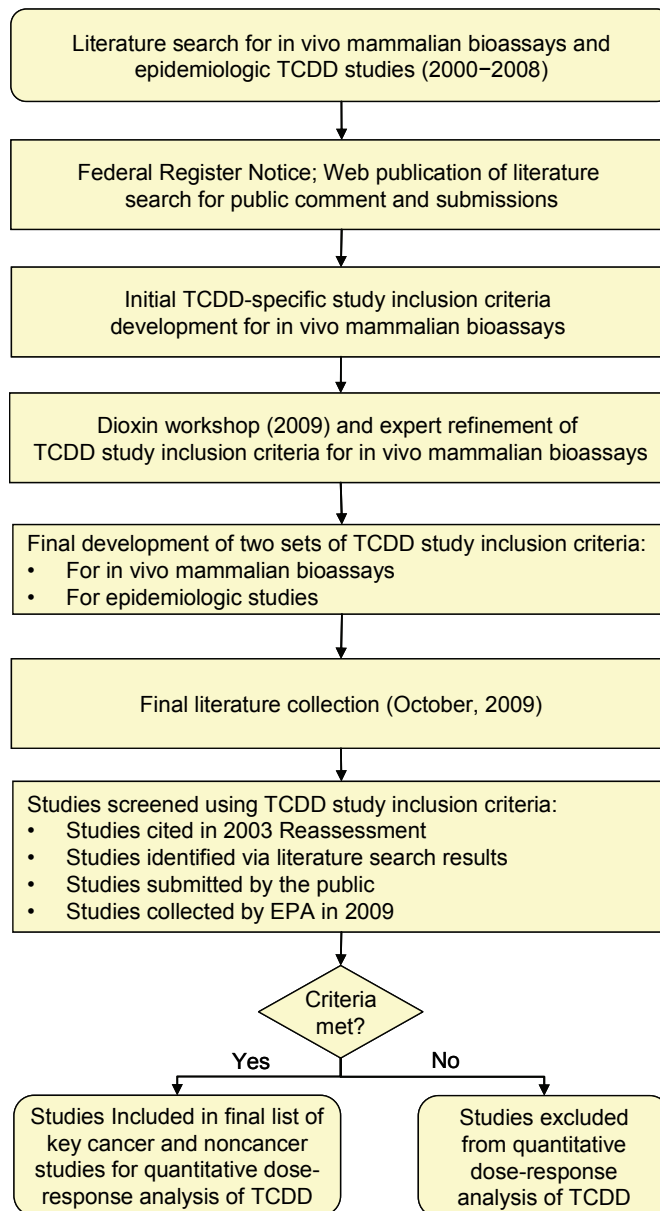 Literature search for in vivo mammalian bioassays and
epidemiologic TCDD studies (2000−2008)
Federal Register Notice; Web publication of literature
search for public comment and submissions
Initial TCDD-specific study inclusion criteria
development for in vivo mammalian bioassays
Dioxin workshop (2009) and expert refinement of
TCDD study inclusion criteria for in vivo mammalian bioassays
Final development of two sets of TCDD study inclusion criteria:
• For in vivo mammalian bioassays
• For epidemiologic studies
Final literature collection (October, 2009)
Studies screened using TCDD study inclusion criteria:
• Studies cited in 2003 Reassessment
• Studies identified via literature search results
• Studies submitted by the public
• Studies collected by EPA in 2009
Criteria
met?
Yes
No
Studies Included in final list of
key cancer and noncancer
studies for quantitative dose-
response analysis of TCDD
Studies excluded
from quantitative
dose-response
analysis of TCDD